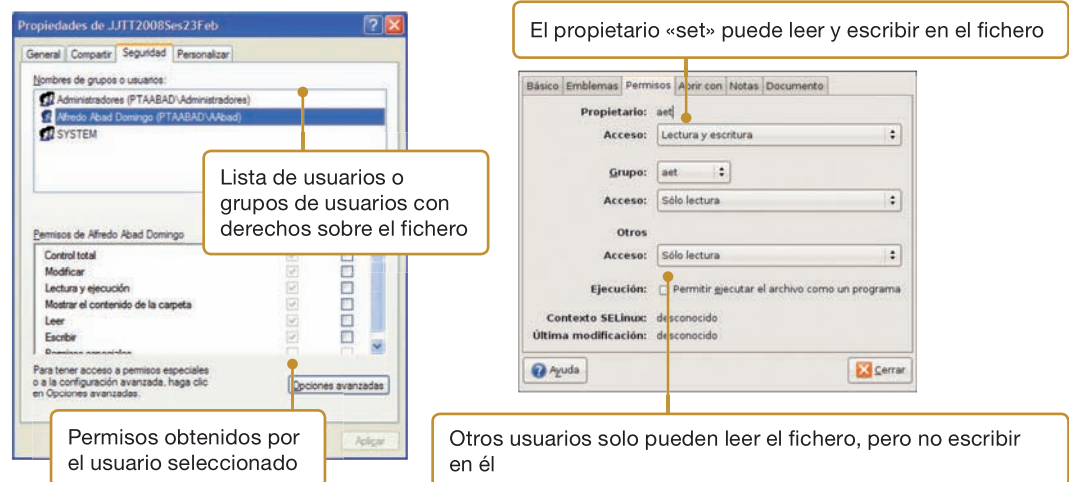 Propiedades de JJTT2008Ses23Feb
General Compartir Seguridad Personalizar
Nombres de grupos o usuarios:
Administradores (PTAABAD\Administradores)
Alfredo Abad Domingo (PTAABAD\AAbad)
SYSTEM
Lista de usuarios o
grupos de usuarios con
derechos sobre el fichero
Permisos de Alfredo Abad Domingo
Control total
Modificar
Lectura y ejecución
Mostrar el contenido de la carpeta
Leer
Escribir
Permisos especiales
Para tener acceso a permisos especiales
o a la configuración avanzada, haga clic
en Opciones avanzadas.
Opciones avanzadas
Permisos obtenidos por
el usuario seleccionado
Aplicar
El propietario «set» puede leer y escribir en el fichero
Básico Emblemas Permisos Abrir con Notas Documento
Propietario: aet
Acceso: Lectura y escritura
Grupo: aet
Acceso: Sólo lectura
Otros
Acceso: Sólo lectura
Ejecución: Permitir ejecutar el archivo como un programa
Contexto SELinux: desconocido
Última modificación: desconocido
Ayuda
Cerrar
Otros usuarios solo pueden leer el fichero, pero no escribir
en él